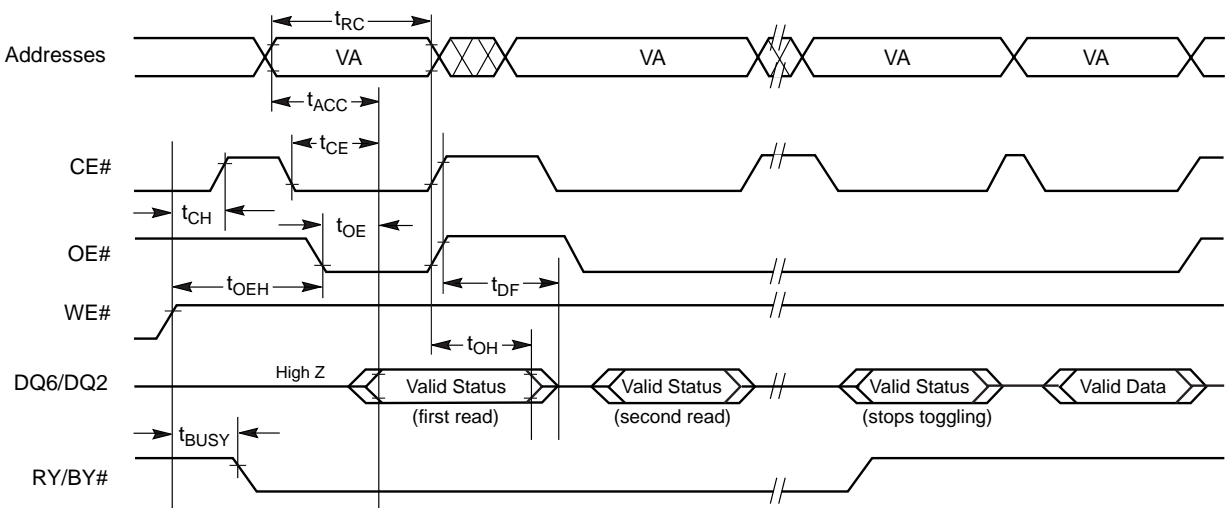 tRC
Addresses VA VA VA VA
tACC
tCE
CE#
tCH tOE
OE#
tOEH tDF
WE#
tOH
DQ6/DQ2 High Z Valid Status Valid Status Valid Status Valid Data
(first read) (second read) (stops toggling)
tBUSY
RY/BY#